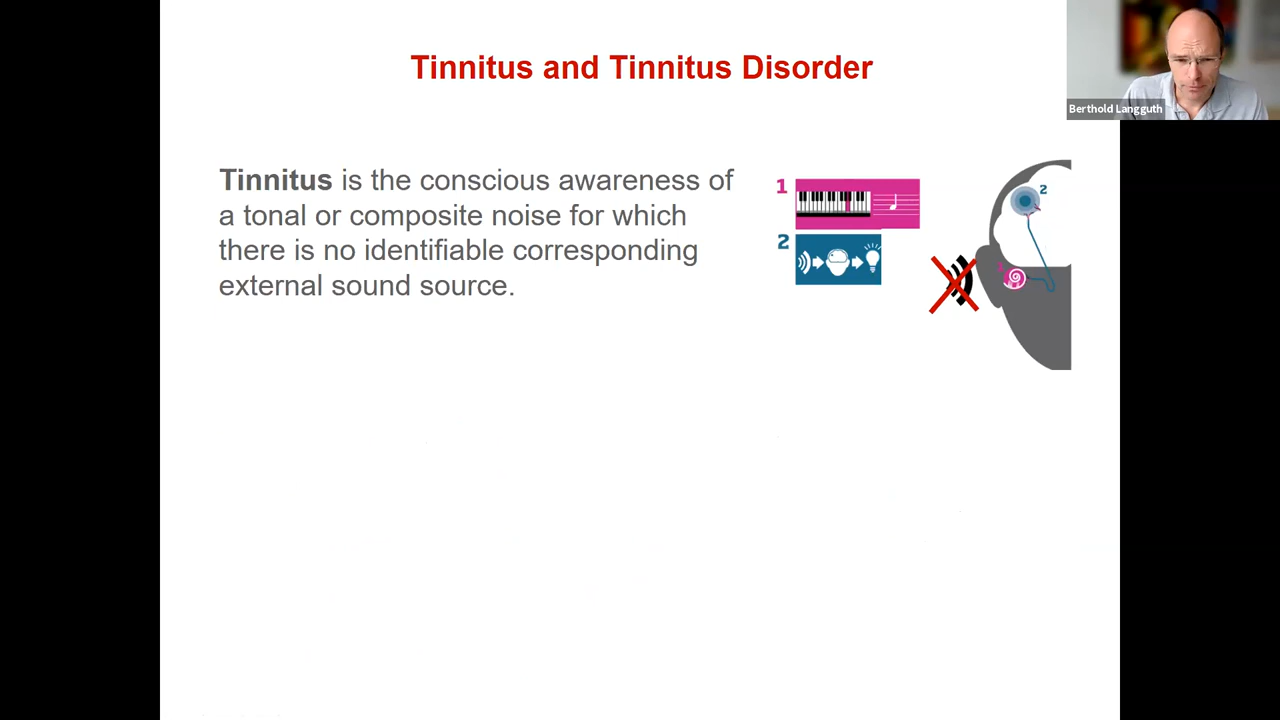 Tinnitus and Tinnitus Disorder
Berthold Langguth
Tinnitus is the conscious awareness of
a tonal or composite noise for which
there is no identifiable corresponding
external sound source.
1
2
2
1